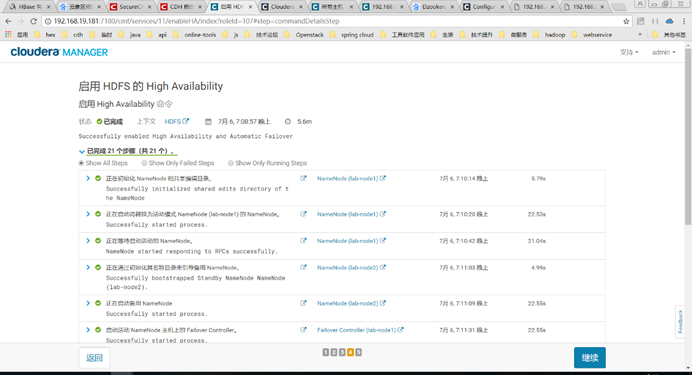 HBase 写
云象区块
SecureC
CDH 修改
启用 HDF
Clouder
所有主机
192.168.
Dzookee
Configur
192.168
192.168
192.168.19.181:7180/cmf/services/11/enableHA/index?roleId=107#step=commandDetailsStep
应用 hex cdh 临时 java api online-tools js 技术论坛 Openstack spring cloud 工具软件应用 生活 技术提升 微服务 hadoop webservice 其他书签
cloudera MANAGER 支持 admin
启用 HDFS 的 High Availability
启用 High Availability 命令
状态 已完成 上下文 HDFS 7月 6, 7:08:57 晚上 5.6m
Successfully enabled High Availability and Automatic Failover
已完成 21 个步骤（共 21 个）。
Show All Steps Show Only Failed Steps Show Only Running Steps
正在初始化 NameNode 的共享编辑目录。 NameNode (lab-node1) 7月 6, 7:10:14 晚上 5.79s
Successfully initialized shared edits directory of t
he NameNode
正在启动将转换为活动模式 NameNode (lab-node1) 的 NameNode。 NameNode (lab-node1) 7月 6, 7:10:20 晚上 22.53s
Successfully started process.
正在等待启动活动的 NameNode。 NameNode (lab-node1) 7月 6, 7:10:42 晚上 21.04s
NameNode started responding to RPCs successfully.
正在通过初始化其名称目录来引导备用 NameNode。 NameNode (lab-node2) 7月 6, 7:11:03 晚上 4.99s
Successfully bootstrapped Standby NameNode NameNode
(lab-node2).
正在启动备用 NameNode NameNode (lab-node2) 7月 6, 7:11:09 晚上 22.55s
Successfully started process.
启动活动 NameNode 主机上的 Failover Controller。 Failover Controller (lab-node1) 7月 6, 7:11:31 晚上 22.55s
Successfully started process.
Feedback
返回 1 2 3 4 5 继续